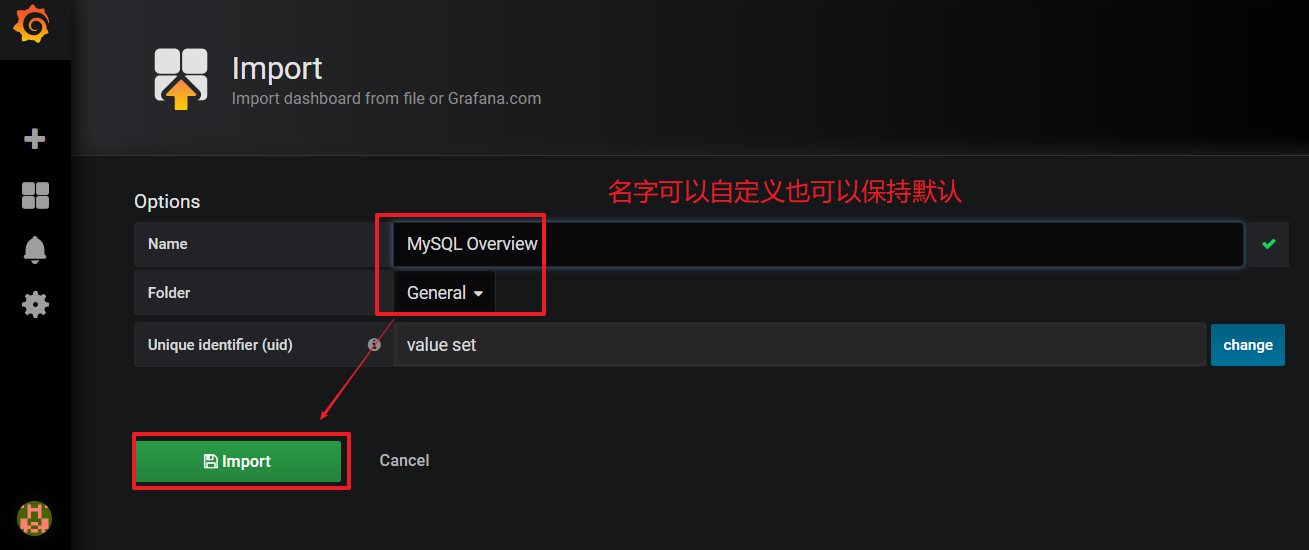 Import
Import dashboard from file or Grafana.com
名字可以自定义也可以保持默认
Options
Name
MySQL Overview
Folder
General
Unique identifier (uid)
value set
change
Import
Cancel